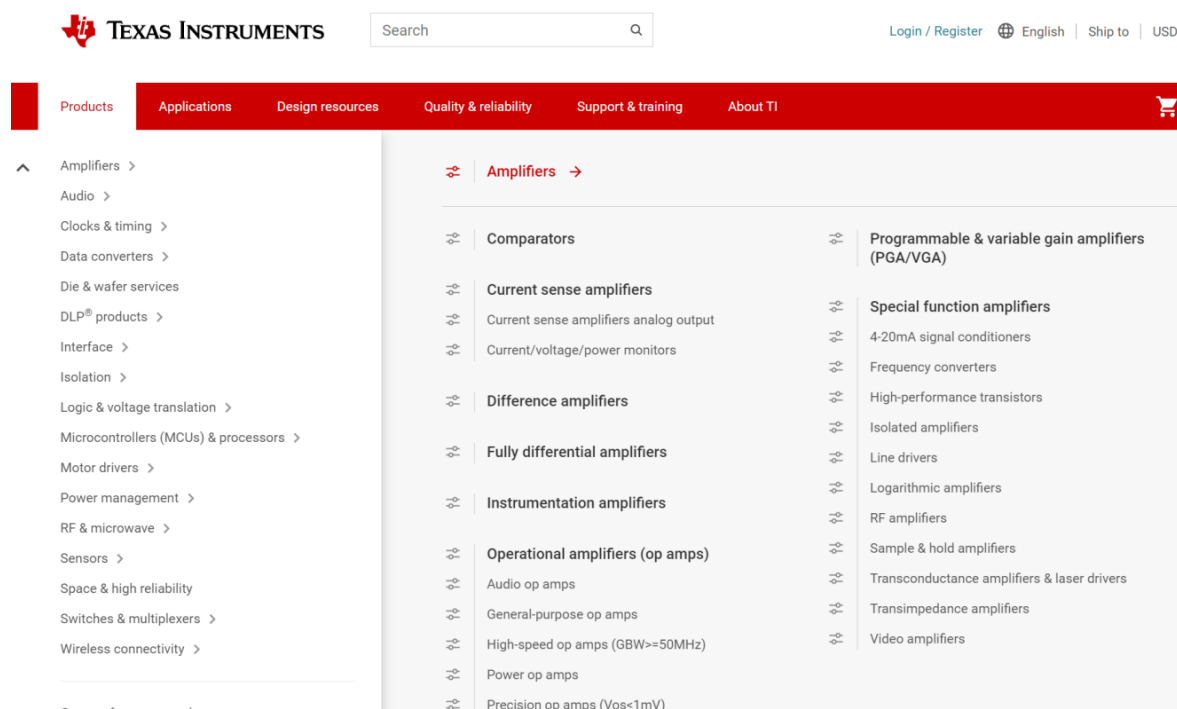 TEXAS INSTRUMENTS
Search
Login / Register English Ship to USD
Products Applications Design resources Quality & reliability Support & training About TI
Amplifiers
Audio
Clocks & timing
Data converters
Die & wafer services
DLP® products
Interface
Isolation
Logic & voltage translation
Microcontrollers (MCUs) & processors
Motor drivers
Power management
RF & microwave
Sensors
Space & high reliability
Switches & multiplexers
Wireless connectivity
Amplifiers
Comparators
Current sense amplifiers
Current sense amplifiers analog output
Current/voltage/power monitors
Difference amplifiers
Fully differential amplifiers
Instrumentation amplifiers
Operational amplifiers (op amps)
Audio op amps
General-purpose op amps
High-speed op amps (GBW>=50MHz)
Power op amps
Precision op amps (Vos<1mV)
Programmable & variable gain amplifiers
(PGA/VGA)
Special function amplifiers
4-20mA signal conditioners
Frequency converters
High-performance transistors
Isolated amplifiers
Line drivers
Logarithmic amplifiers
RF amplifiers
Sample & hold amplifiers
Transconductance amplifiers & laser drivers
Transimpedance amplifiers
Video amplifiers